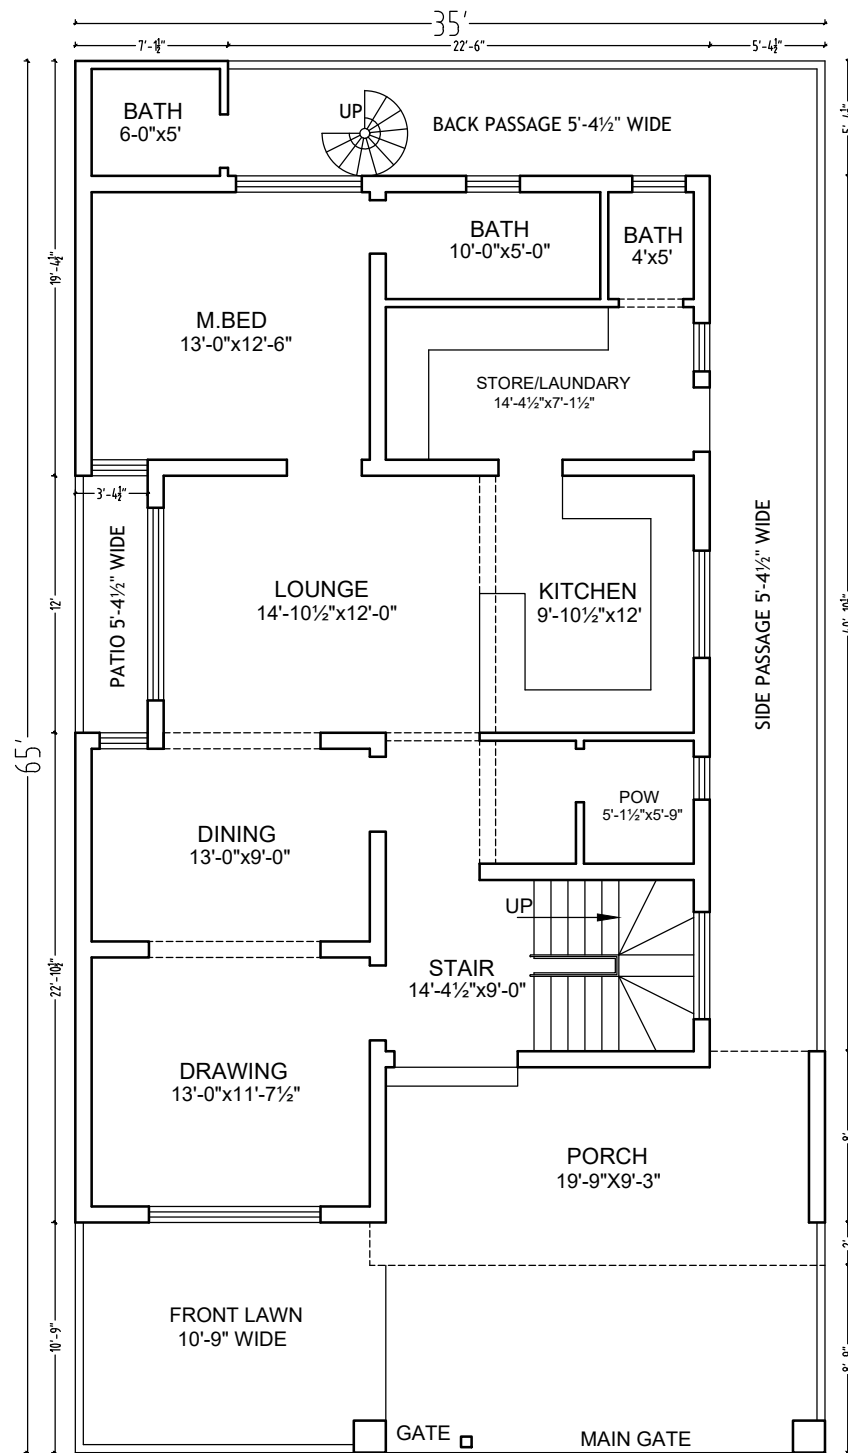 35'
7'-1½"
22'-6"
5'-4½"
BATH
6-0"x5'
UP
BACK PASSAGE 5'-4½" WIDE
BATH
10'-0"x5'-0"
BATH
4'x5'
19'-4½"
M.BED
13'-0"x12'-6"
STORE/LAUNDARY
14'-4½"x7'-1½"
3'-4½"
PATIO 5'-4½" WIDE
12'
LOUNGE
14'-10½"x12'-0"
KITCHEN
9'-10½"x12'
SIDE PASSAGE 5'-4½" WIDE
65'
POW
5'-1½"x5'-9"
DINING
13'-0"x9'-0"
UP
STAIR
14'-4½"x9'-0"
22'-10½"
DRAWING
13'-0"x11'-7½"
PORCH
19'-9"X9'-3"
8'
2'
FRONT LAWN
10'-9" WIDE
10'-9"
8'-9"
GATE
MAIN GATE